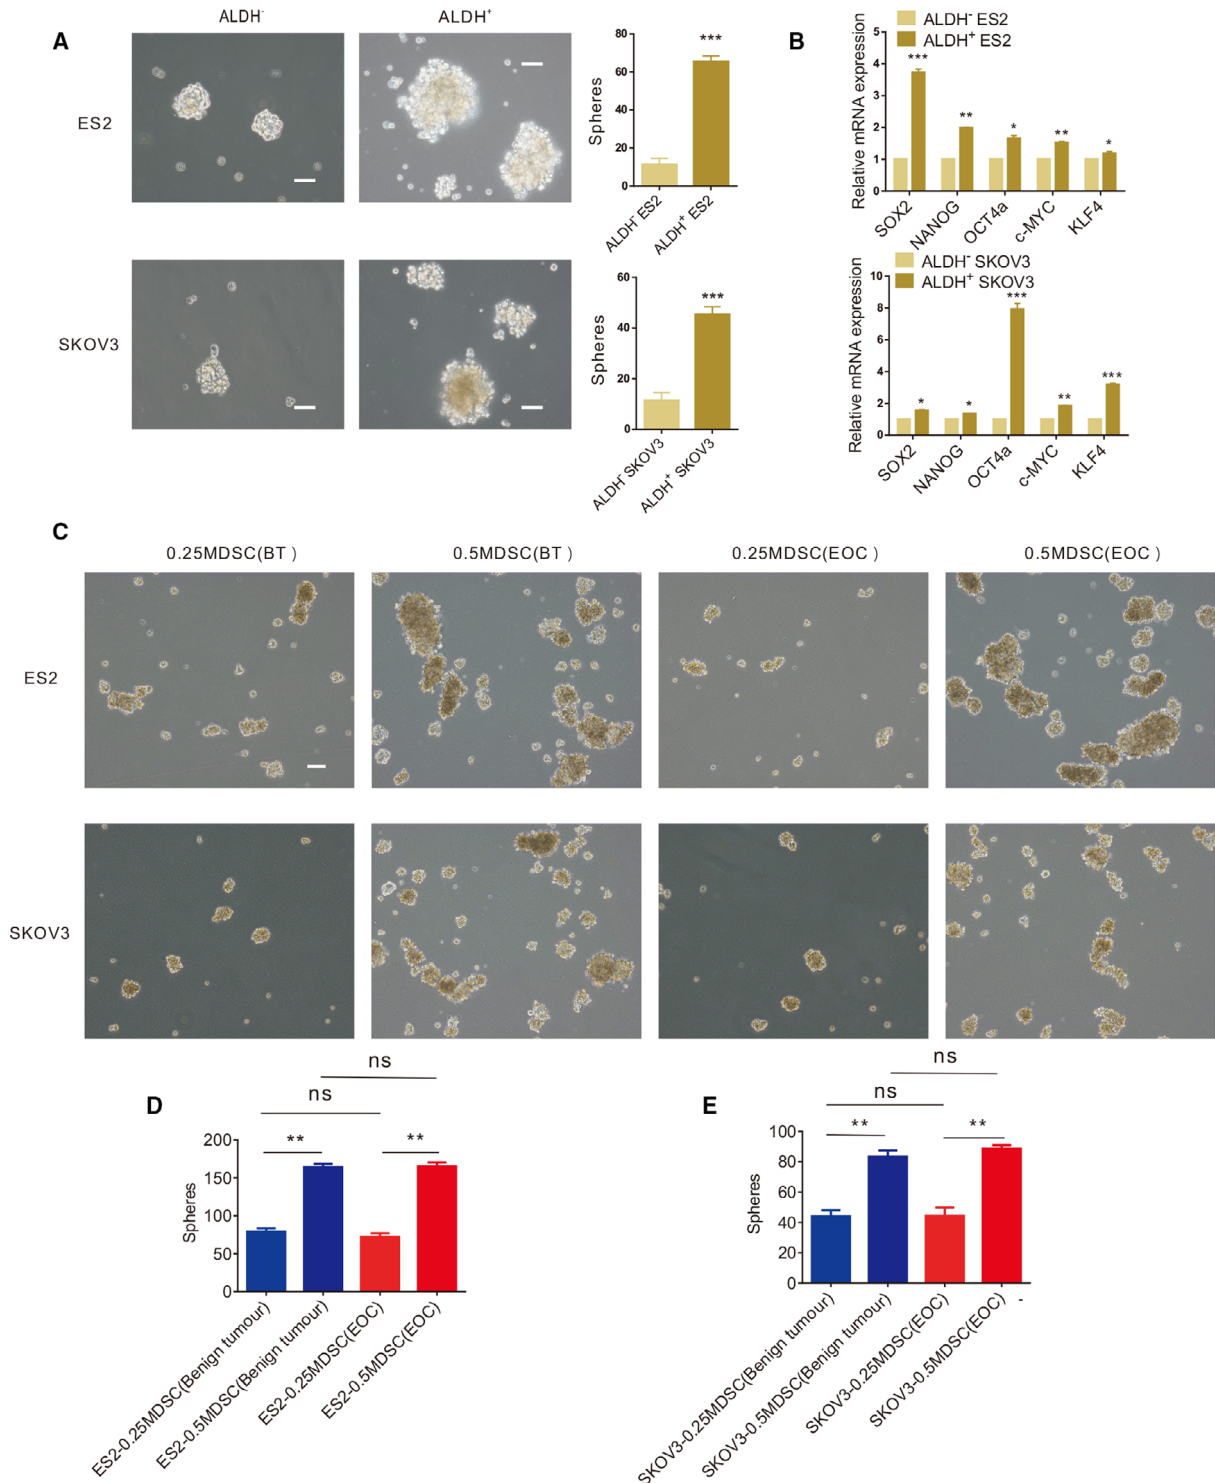 A
ALDH-
ALDH+
ES2
SKOV3
Spheres
80
60
40
20
0
ALDH- ES2
ALDH+ ES2
***
Spheres
60
40
20
0
ALDH- SKOV3
ALDH+ SKOV3
***
B
ALDH- ES2
ALDH+ ES2
Relative mRNA expression
5
4
3
2
1
0
***
**
*
**
*
SOX2
NANOG
OCT4a
c-MYC
KLF4
ALDH- SKOV3
ALDH+ SKOV3
Relative mRNA expression
10
8
6
4
2
0
*
*
***
**
***
SOX2
NANOG
OCT4a
c-MYC
KLF4
C
0.25MDSC(BT )
0.5MDSC(BT )
0.25MDSC(EOC )
0.5MDSC(EOC )
ES2
SKOV3
D
ns
ns
**
**
Spheres
200
150
100
50
0
ES2-0.25MDSC(Benign tumour)
ES2-0.5MDSC(Benign tumour)
ES2-0.25MDSC(EOC)
ES2-0.5MDSC(EOC)
E
ns
ns
**
**
Spheres
100
80
60
40
20
0
SKOV3-0.25MDSC(Benign tumour)
SKOV3-0.5MDSC(Benign tumour)
SKOV3-0.25MDSC(EOC)
SKOV3-0.5MDSC(EOC)
-